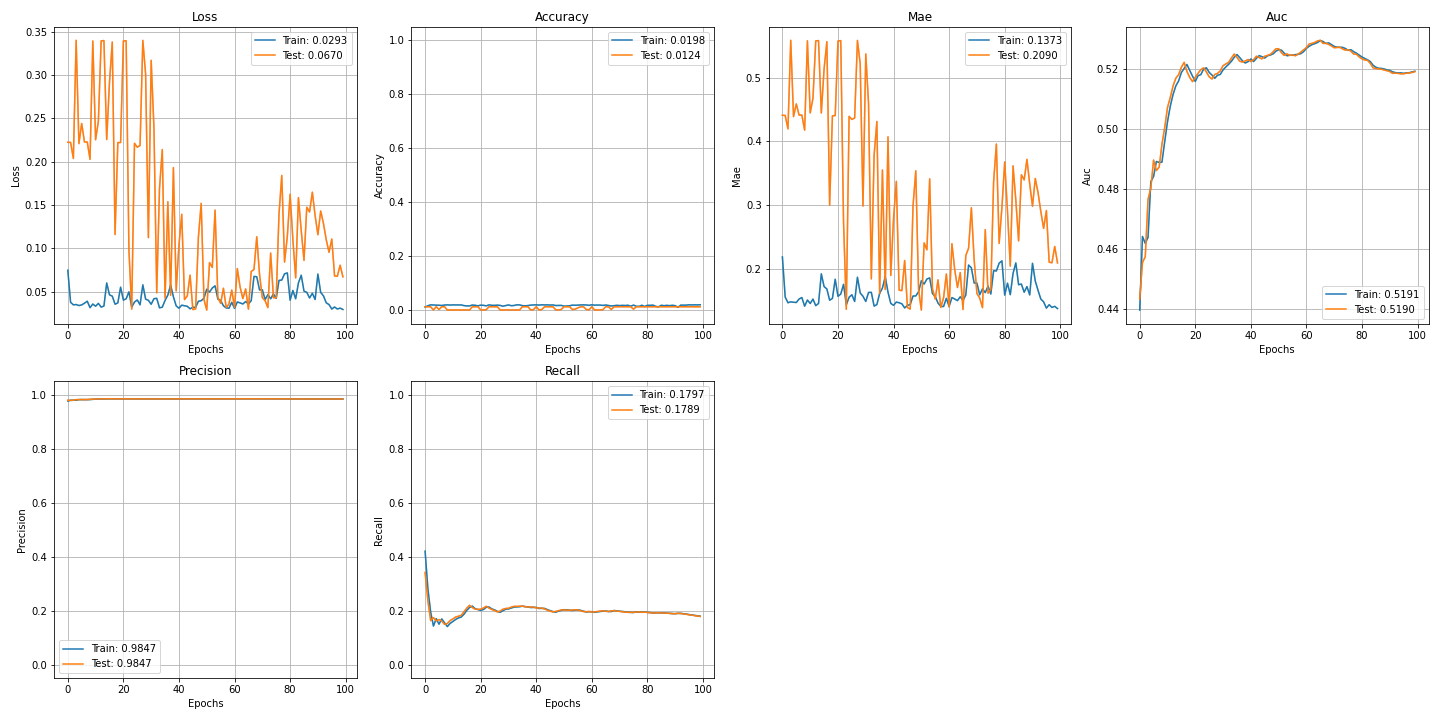 Loss
Train: 0.0293
Test: 0.0670
0.35
0.30
0.25
0.20
0.15
0.10
0.05
Loss
0 20 40 60 80 100
Epochs
Accuracy
Train: 0.0198
Test: 0.0124
1.0
0.8
0.6
0.4
0.2
0.0
Accuracy
0 20 40 60 80 100
Epochs
Mae
Train: 0.1373
Test: 0.2090
0.5
0.4
0.3
0.2
Mae
0 20 40 60 80 100
Epochs
Auc
0.52
0.50
0.48
0.46
0.44
Auc
Train: 0.5191
Test: 0.5190
0 20 40 60 80 100
Epochs
Precision
1.0
0.8
0.6
0.4
0.2
0.0
Precision
Train: 0.9847
Test: 0.9847
0 20 40 60 80 100
Epochs
Recall
Train: 0.1797
Test: 0.1789
1.0
0.8
0.6
0.4
0.2
0.0
Recall
0 20 40 60 80 100
Epochs